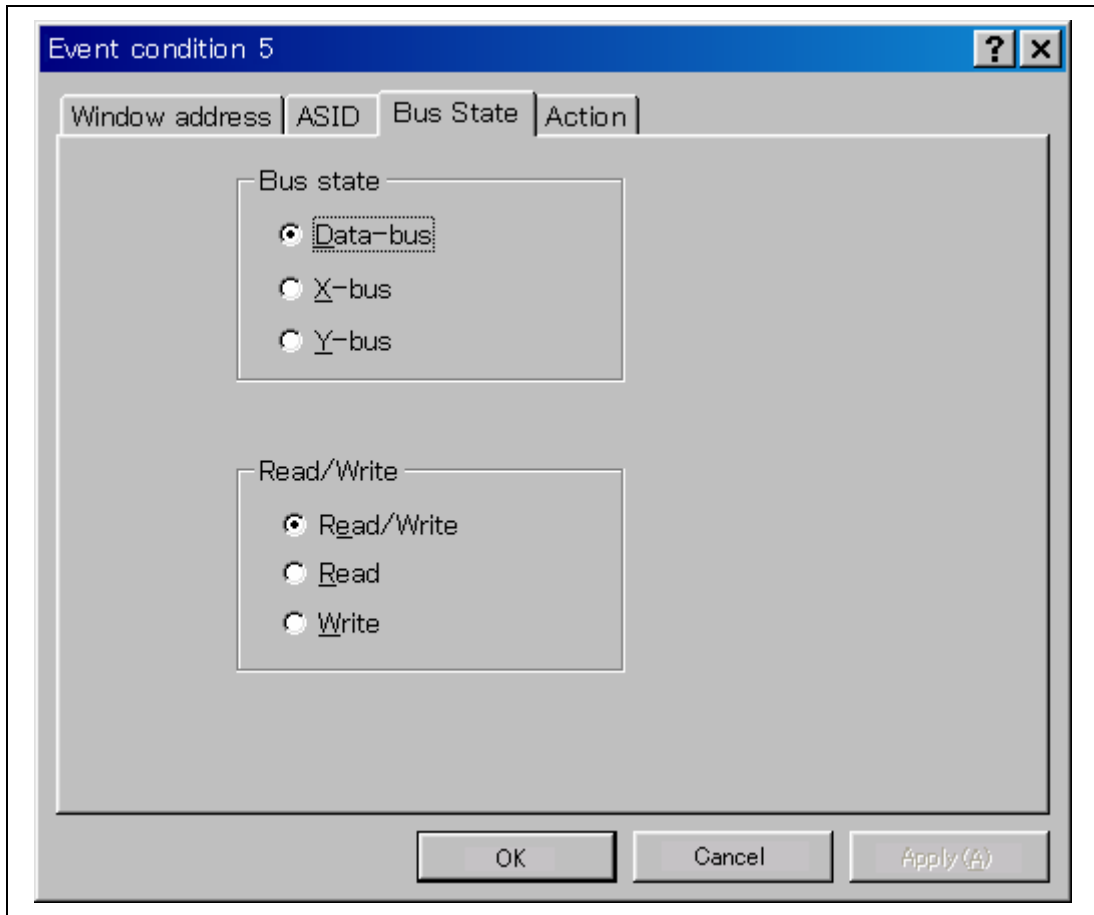 Event condition 5
Window address ASID Bus State Action
Bus state
Data-bus
X-bus
Y-bus
Read/Write
Read/Write
Read
Write
OK Cancel Apply(A)